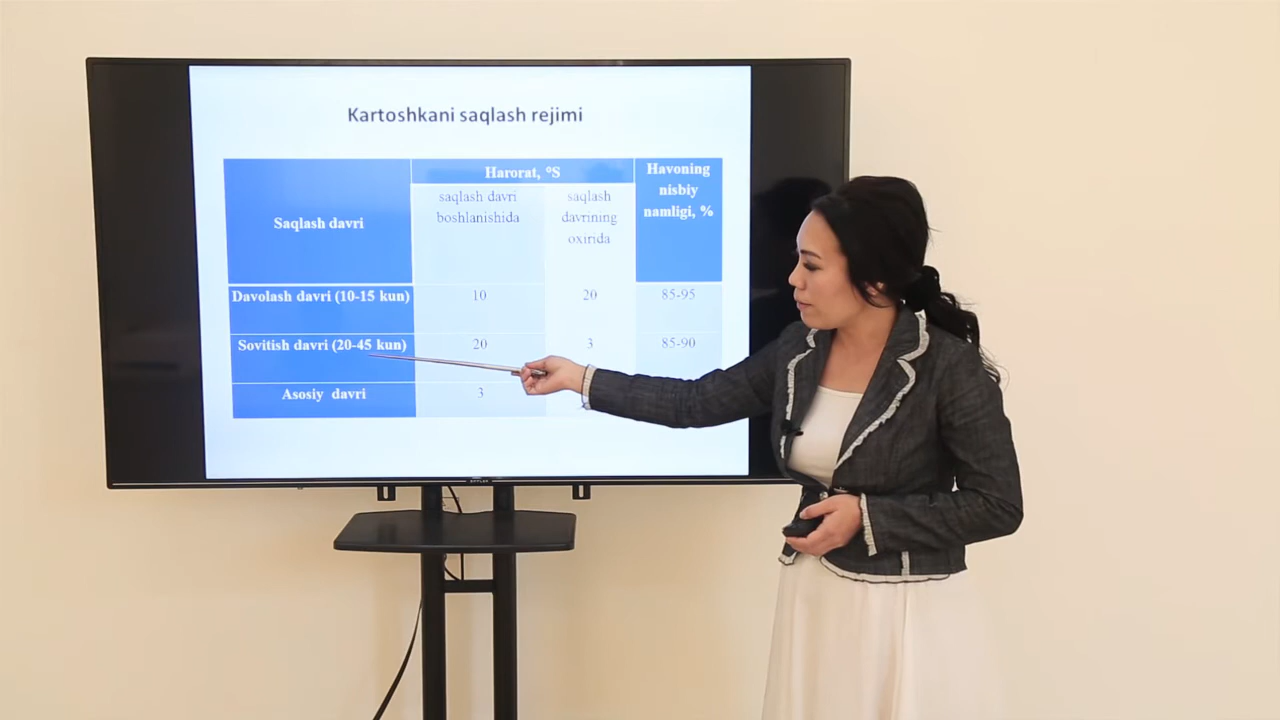 Kartoshkani saqlash rejimi
Saqlash davri
Harorat, °S
Havoning
nisbiy
namligi, %
saqlash davri
boshlanishida
saqlash
davrining
oxirida
Davolash davri (10-15 kun)
10
20
85-95
Sovitish davri (20-45 kun)
20
3
85-90
Asosiy davri
3